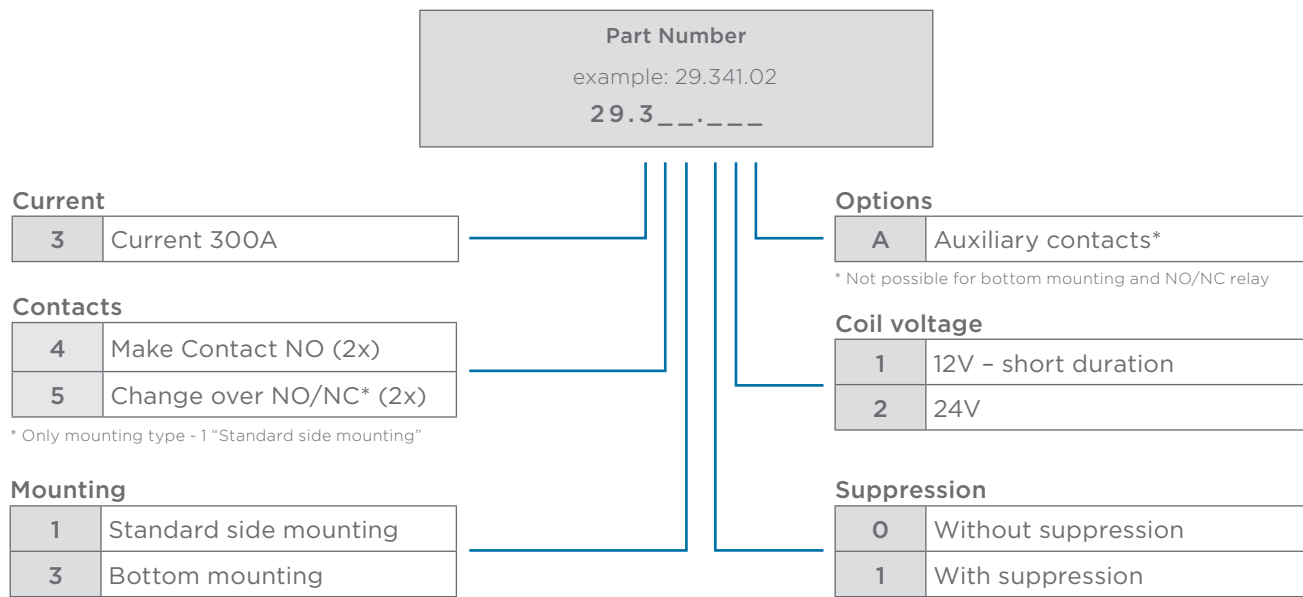 Part Number
example: 29.341.02
29.3__.___
Current
3 Current 300A
Contacts
4 Make Contact NO (2x)
5 Change over NO/NC* (2x)
* Only mounting type - 1 “Standard side mounting”
Mounting
1 Standard side mounting
3 Bottom mounting
Options
A Auxiliary contacts*
* Not possible for bottom mounting and NO/NC relay
Coil voltage
1 12V – short duration
2 24V
Suppression
0 Without suppression
1 With suppression